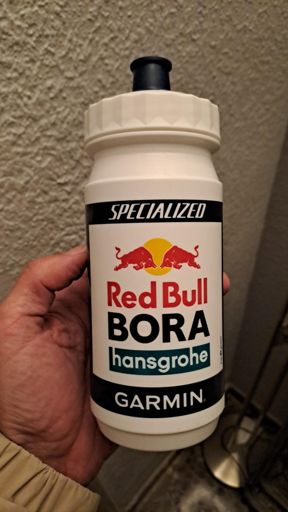 SPECIALIZED
Red Bull
BORA
hansgrohe
GARMIN